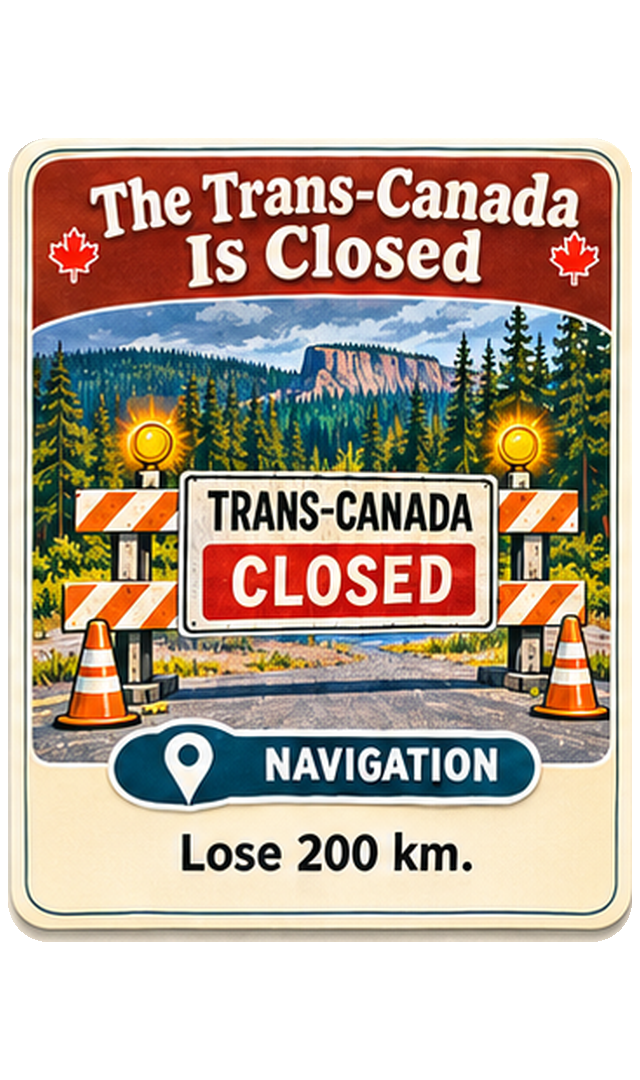 The Trans-Canada
Is Closed
TRANS-CANADA
CLOSED
NAVIGATION
Lose 200 km.